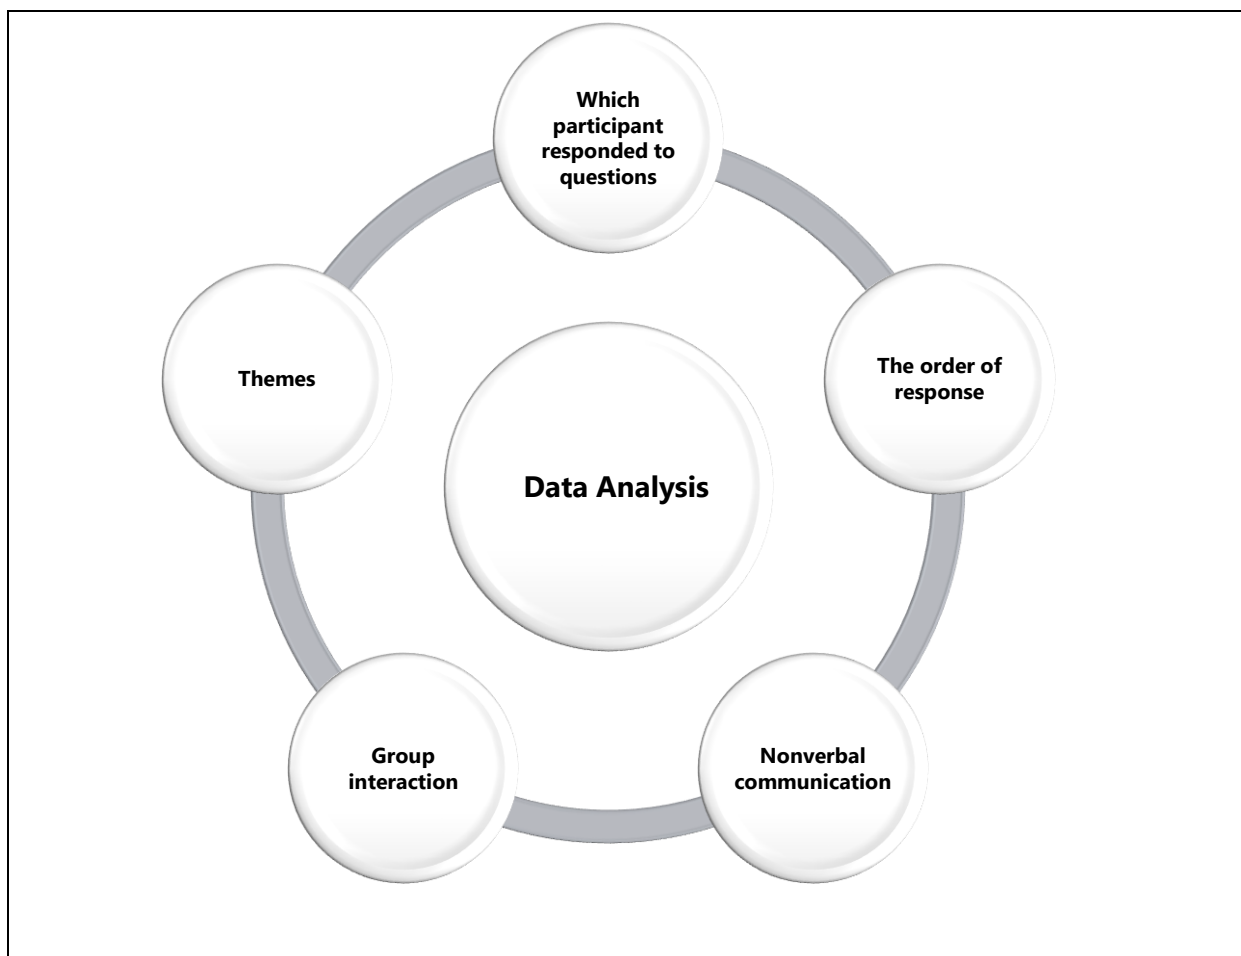 Which
participant
responded to
questions
The order of
response
Nonverbal
communication
Group
interaction
Themes
Data Analysis